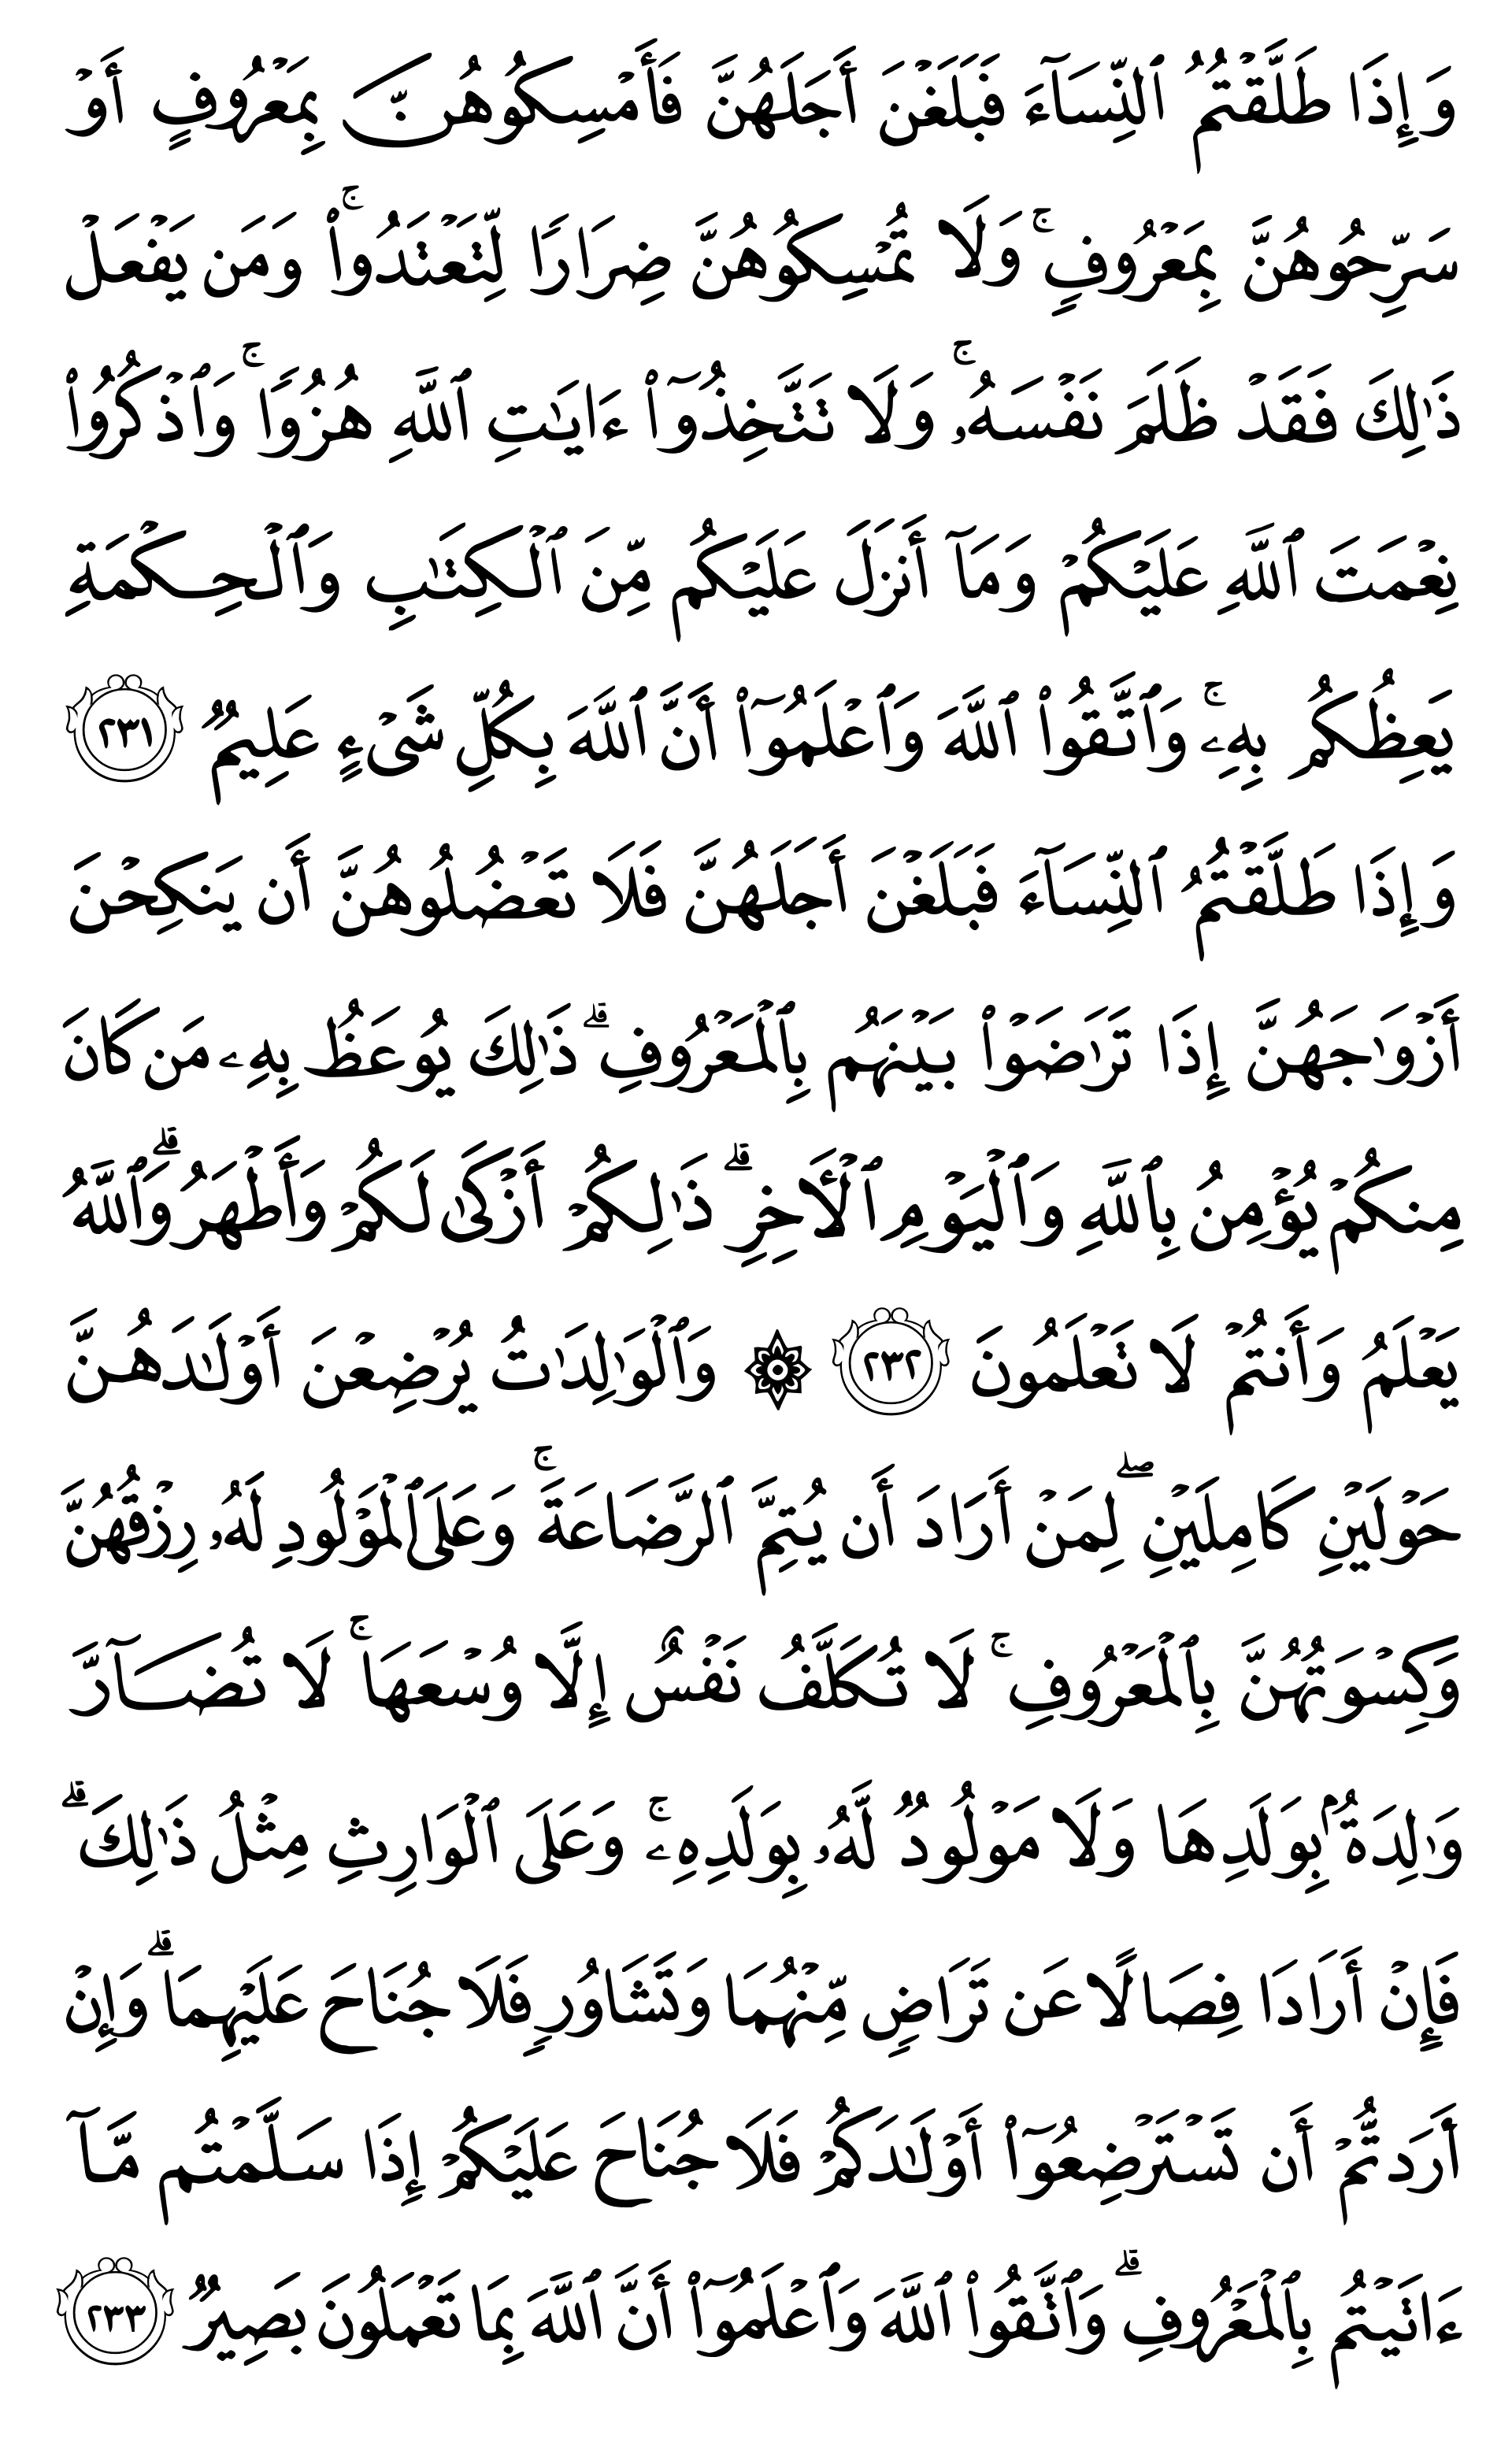 وَإِذَا طَلَّقۡتُمُ ٱلنِّسَآءَ فَبَلَغۡنَ أَجَلَهُنَّ فَأَمۡسِكُوهُنَّ بِمَعۡرُوفٍ أَوۡ
سَرِّحُوهُنَّ بِمَعۡرُوفٖۚ وَلَا تُمۡسِكُوهُنَّ ضِرَارٗا لِّتَعۡتَدُواْۚ وَمَن يَفۡعَلۡ
ذَٰلِكَ فَقَدۡ ظَلَمَ نَفۡسَهُۥۚ وَلَا تَتَّخِذُوٓاْ ءَايَٰتِ ٱللَّهِ هُزُوٗاۚ وَٱذۡكُرُواْ
نِعۡمَتَ ٱللَّهِ عَلَيۡكُمۡ وَمَآ أَنزَلَ عَلَيۡكُم مِّنَ ٱلۡكِتَٰبِ وَٱلۡحِكۡمَةِ
يَعِظُكُم بِهِۦۚ وَٱتَّقُواْ ٱللَّهَ وَٱعۡلَمُوٓاْ أَنَّ ٱللَّهَ بِكُلِّ شَيۡءٍ عَلِيمٞ ٢٣١
وَإِذَا طَلَّقۡتُمُ ٱلنِّسَآءَ فَبَلَغۡنَ أَجَلَهُنَّ فَلَا تَعۡضُلُوهُنَّ أَن يَنكِحۡنَ
أَزۡوَٰجَهُنَّ إِذَا تَرَٰضَوۡاْ بَيۡنَهُم بِٱلۡمَعۡرُوفِۗ ذَٰلِكَ يُوعَظُ بِهِۦ مَن كَانَ
مِنكُمۡ يُؤۡمِنُ بِٱللَّهِ وَٱلۡيَوۡمِ ٱلۡأٓخِرِۗ ذَٰلِكُمۡ أَزۡكَىٰ لَكُمۡ وَأَطۡهَرُۚ وَٱللَّهُ
يَعۡلَمُ وَأَنتُمۡ لَا تَعۡلَمُونَ ٢٣٢ ۞ وَٱلۡوَٰلِدَٰتُ يُرۡضِعۡنَ أَوۡلَٰدَهُنَّ
حَوۡلَيۡنِ كَامِلَيۡنِۖ لِمَنۡ أَرَادَ أَن يُتِمَّ ٱلرَّضَاعَةَۚ وَعَلَى ٱلۡمَوۡلُودِ لَهُۥ رِزۡقُهُنَّ
وَكِسۡوَتُهُنَّ بِٱلۡمَعۡرُوفِۚ لَا تُكَلَّفُ نَفۡسٌ إِلَّا وُسۡعَهَاۚ لَا تُضَآرَّ
وَٰلِدَةُۢ بِوَلَدِهَا وَلَا مَوۡلُودٞ لَّهُۥ بِوَلَدِهِۦۚ وَعَلَى ٱلۡوَارِثِ مِثۡلُ ذَٰلِكَۗ
فَإِنۡ أَرَادَا فِصَالًا عَن تَرَاضٖ مِّنۡهُمَا وَتَشَاوُرٖ فَلَا جُنَاحَ عَلَيۡهِمَاۗ وَإِنۡ
أَرَدتُّمۡ أَن تَسۡتَرۡضِعُوٓاْ أَوۡلَٰدَكُمۡ فَلَا جُنَاحَ عَلَيۡكُمۡ إِذَا سَلَّمۡتُم مَّآ
ءَاتَيۡتُم بِٱلۡمَعۡرُوفِۗ وَٱتَّقُواْ ٱللَّهَ وَٱعۡلَمُوٓاْ أَنَّ ٱللَّهَ بِمَا تَعۡمَلُونَ بَصِيرٞ ٢٣٣